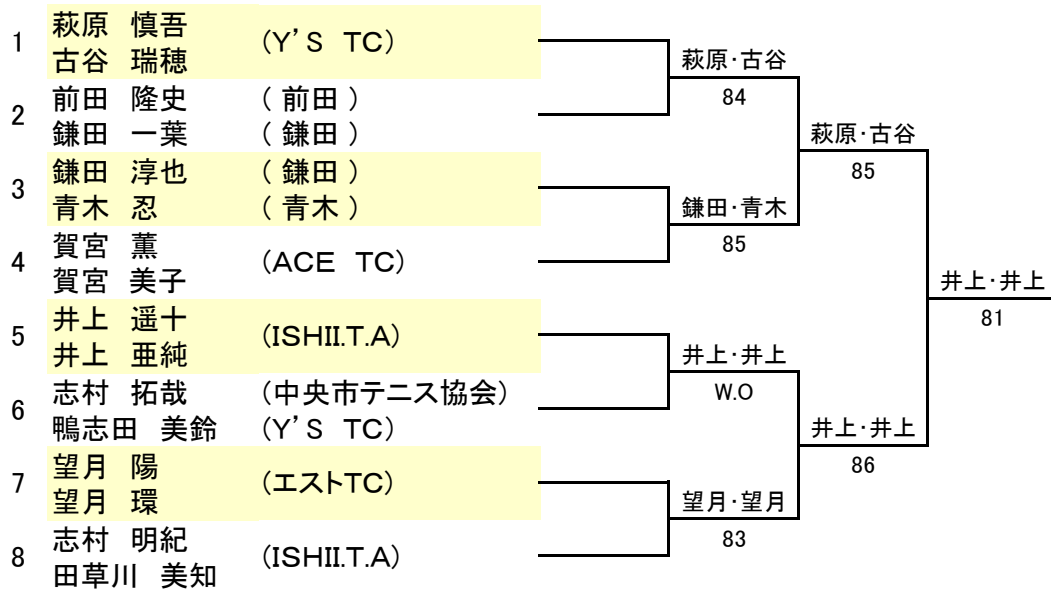 1 萩原 慎吾 (Y'S TC)
古谷 瑞穂
萩原・古谷
84
2 前田 隆史 ( 前田 )
鎌田 一葉 ( 鎌田 )
萩原・古谷
85
3 鎌田 淳也 ( 鎌田 )
青木 忍 ( 青木 )
鎌田・青木
85
4 賀宮 薫 (ACE TC)
賀宮 美子
井上・井上
81
5 井上 遥十 (ISHII.T.A)
井上 亜純
井上・井上
W.O
6 志村 拓哉 (中央市テニス協会)
鴨志田 美鈴 (Y'S TC)
井上・井上
86
7 望月 陽 (エストTC)
望月 環
望月・望月
83
8 志村 明紀 (ISHII.T.A)
田草川 美知